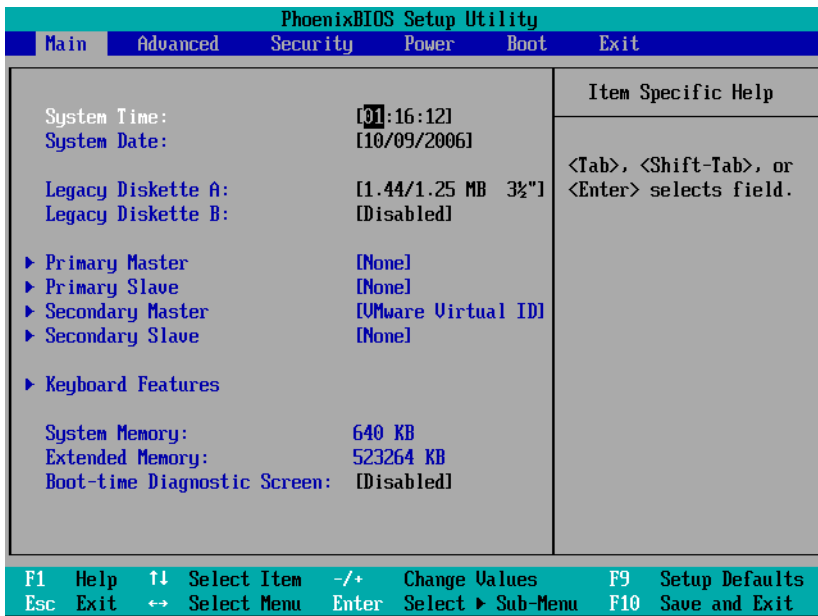 PhoenixBIOS Setup Utility
Main Advanced Security Power Boot Exit
Item Specific Help
System Time: [01:16:12]
System Date: [10/09/2006]
<Tab>, <Shift-Tab>, or
<Enter> selects field.
Legacy Diskette A: [1.44/1.25 MB 3½"]
Legacy Diskette B: [Disabled]
▶ Primary Master [None]
▶ Primary Slave [None]
▶ Secondary Master [VMware Virtual ID]
▶ Secondary Slave [None]
▶ Keyboard Features
System Memory: 640 KB
Extended Memory: 523264 KB
Boot-time Diagnostic Screen: [Disabled]
F1 Help ↑↓ Select Item -/+ Change Values F9 Setup Defaults
Esc Exit ↔ Select Menu Enter Select ▶ Sub-Menu F10 Save and Exit